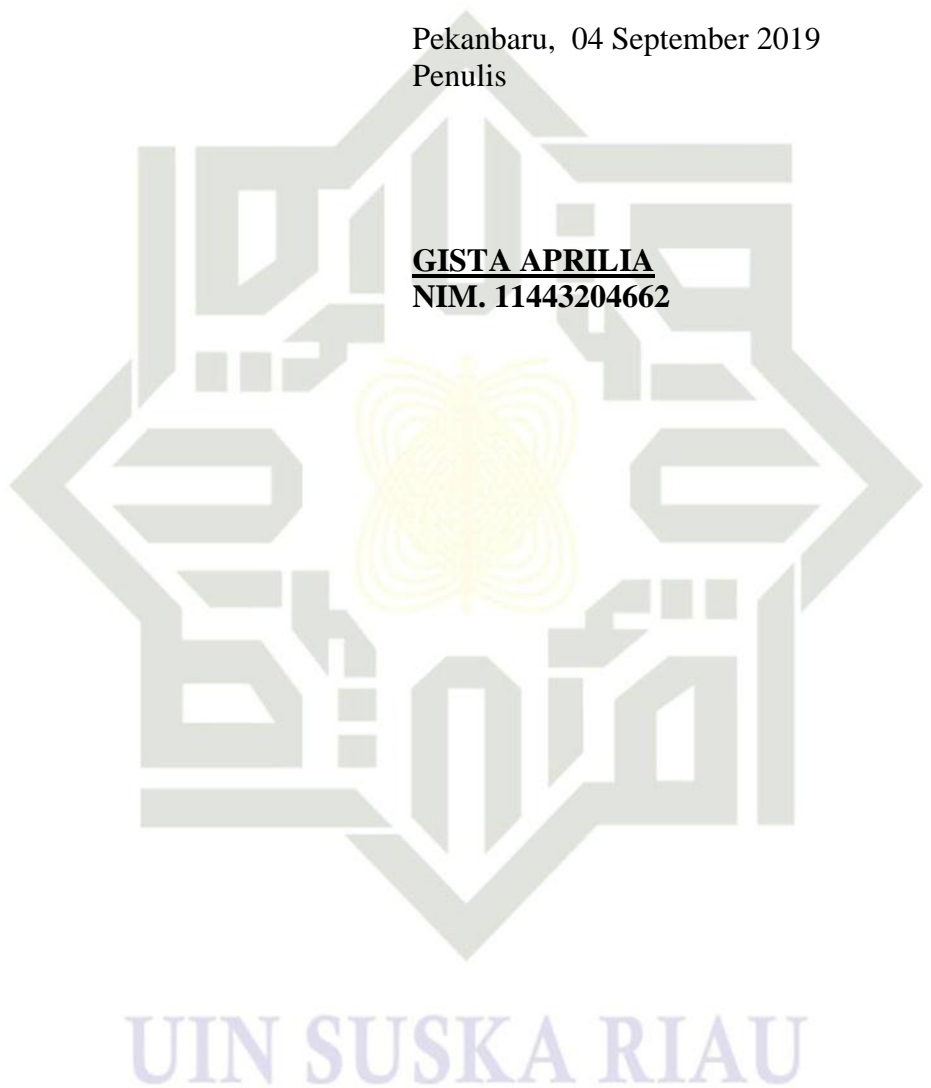 Pekanbaru, 04 September 2019
Penulis
GISTA APRILIA
NIM. 11443204662
UIN SUSKA RIAU